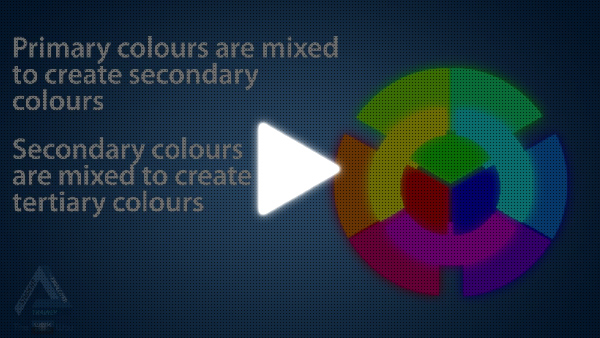 Primary colours are mixed
to create secondary
colours
Secondary colours
are mixed to create
tertiary colours